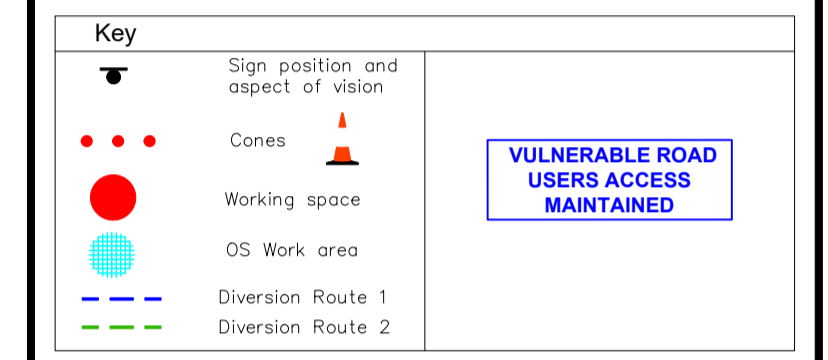 Key
Sign position and
aspect of vision
Cones
Working space
OS Work area
Diversion Route 1
Diversion Route 2
VULNERABLE ROAD
USERS ACCESS
MAINTAINED